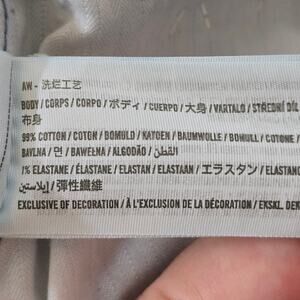 AW - 洗烂工艺
BODY / CORPS / CORPO / ボディ / CUERPO / 大身 / VARTALO / STŘEDNÍ DÍL
布身
99% COTTON / COTON / BOMULD / KATOEN / BAUMWOLLE / BOMULL / COTONE
BAVLNA / 면 / BAWEŁNA / ALGODÃO / القطن /
1% ELASTANE / ÉLASTHANNE / ELASTAN / ELASTAAN / エラスタン / ELASTANO
إيلاستين / 彈性纖維
EXCLUSIVE OF DECORATION / À L'EXCLUSION DE LA DÉCORATION / EKSKL.